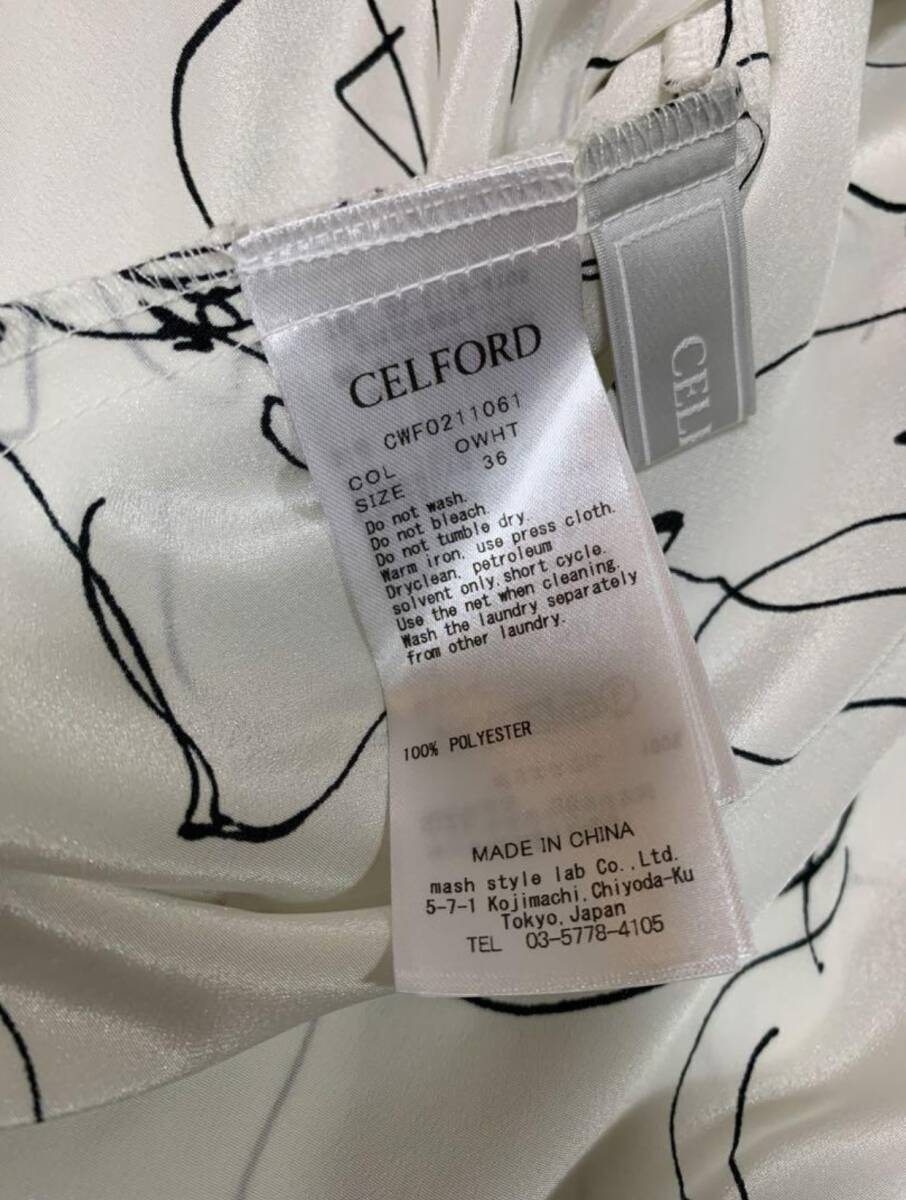 CELFORD
CWFO211061
COL OWHT
SIZE 36
Do not wash.
Do not bleach.
Do not tumble dry.
Warm iron, use press cloth.
Dryclean, petroleum
solvent only,short cycle.
Use the net when cleaning.
Wash the laundry separately
from other laundry.
100% POLYESTER
MADE IN CHINA
mash style lab Co.,Ltd.
5-7-1 Kojimachi,Chiyoda-Ku
Tokyo,Japan
TEL 03-5778-4105
CELF